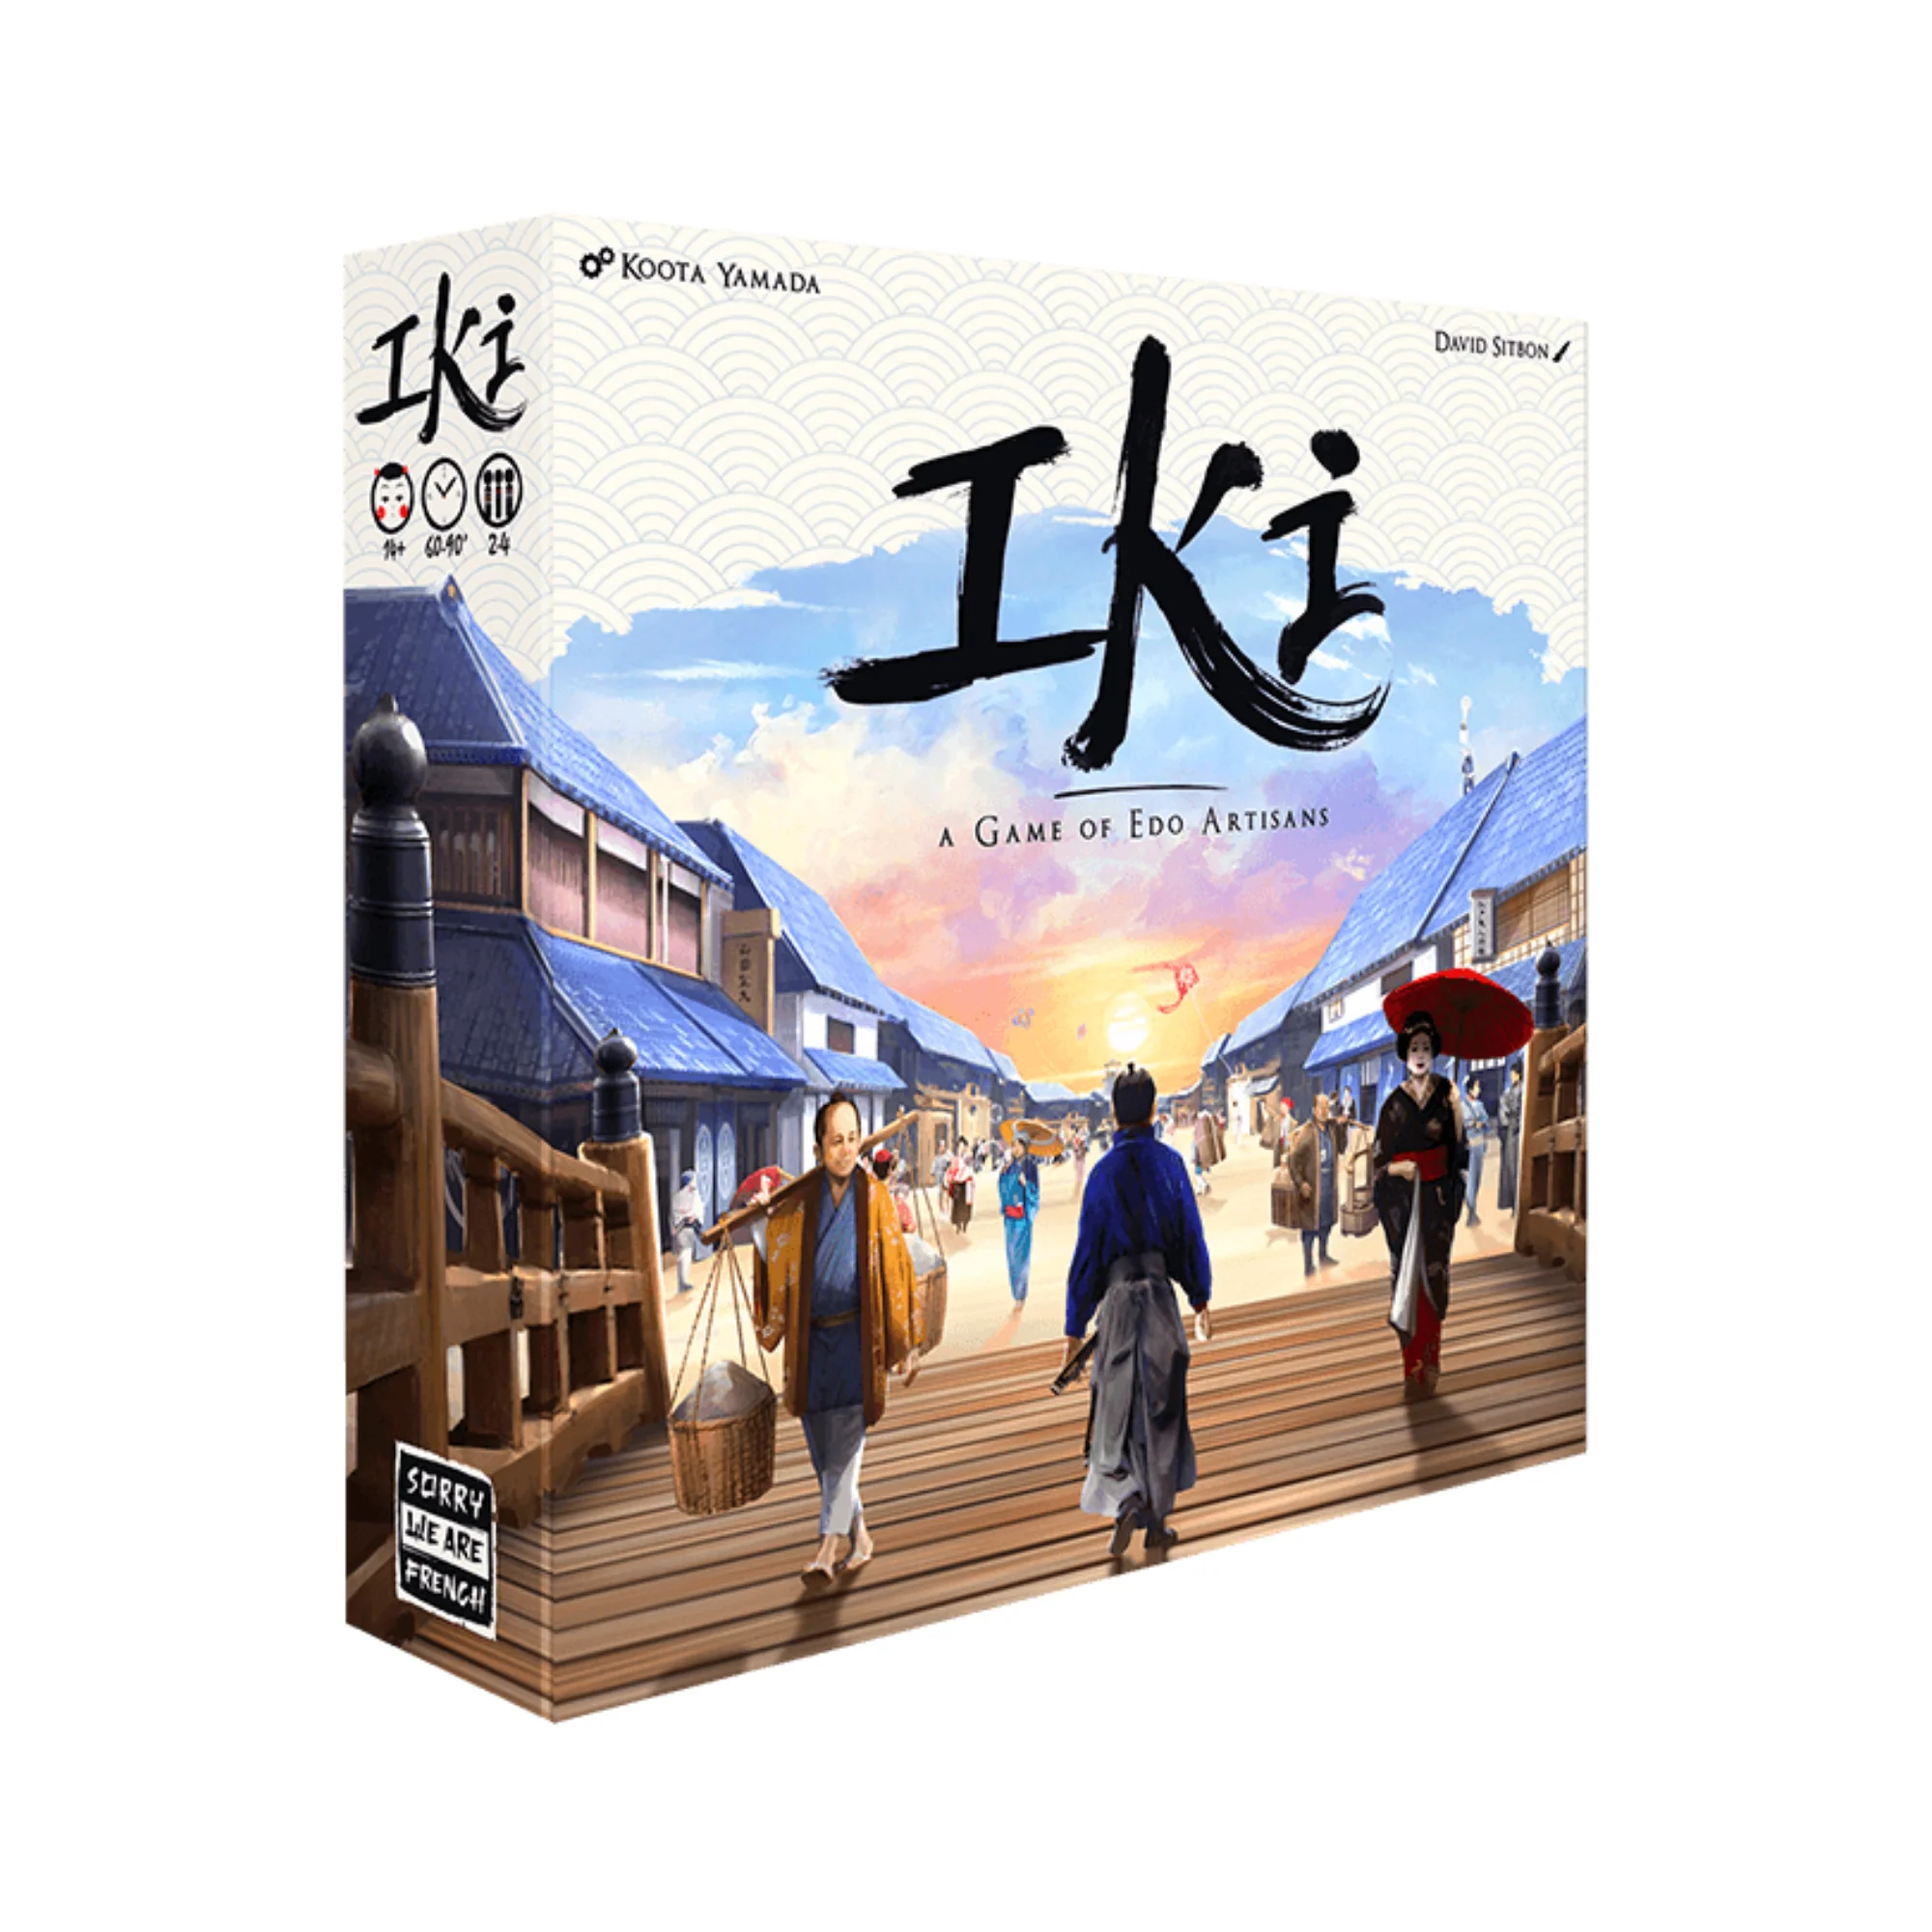 Iki
14+ 60-90' 2-4
SORRY
WE ARE
FRENCH
KOOTA YAMADA
DAVID SITBON
Iki
A GAME OF EDO ARTISANS